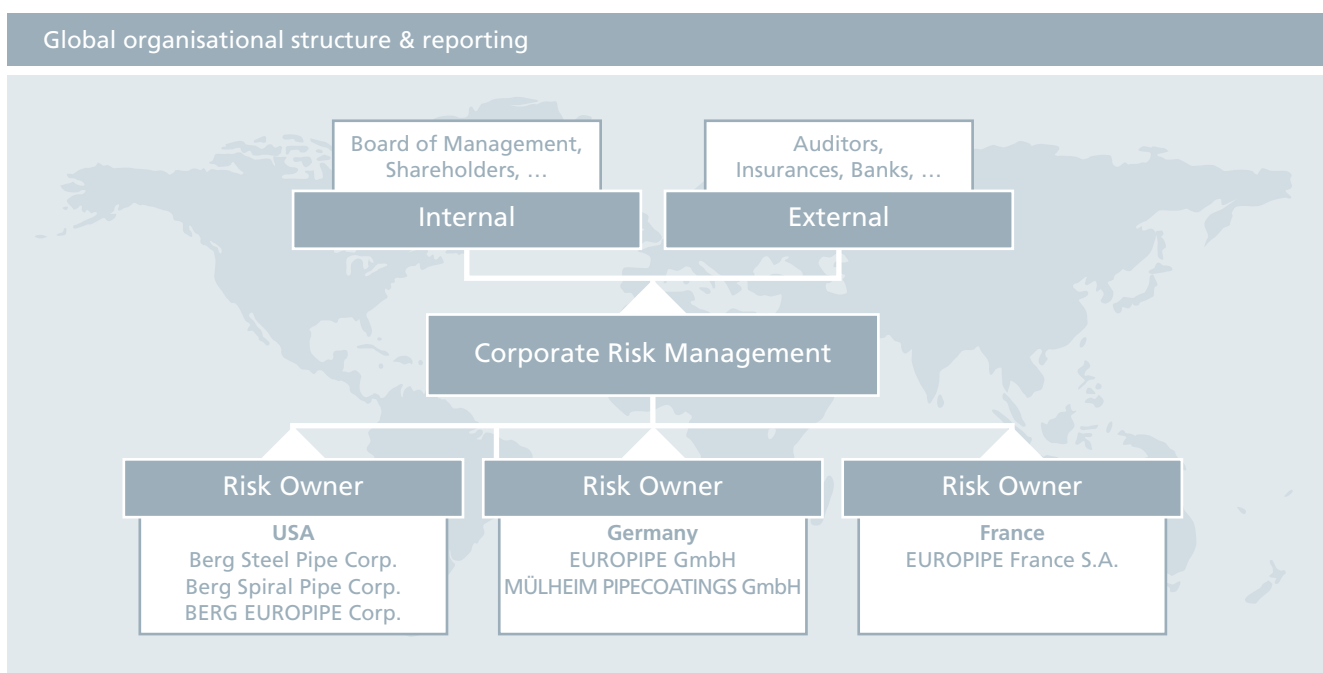 Global organisational structure & reporting
Board of Management,
Shareholders, …
Internal
Auditors,
Insurances, Banks, …
External
Corporate Risk Management
Risk Owner
USA
Berg Steel Pipe Corp.
Berg Spiral Pipe Corp.
BERG EUROPIPE Corp.
Risk Owner
Germany
EUROPIPE GmbH
MÜLHEIM PIPECOATINGS GmbH
Risk Owner
France
EUROPIPE France S.A.